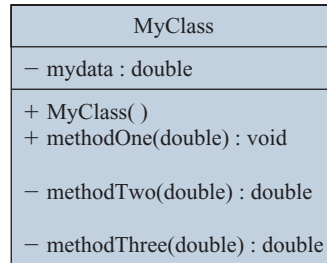 MyClass
− mydata : double
+ MyClass( )
+ methodOne(double) : void
− methodTwo(double) : double
− methodThree(double) : double